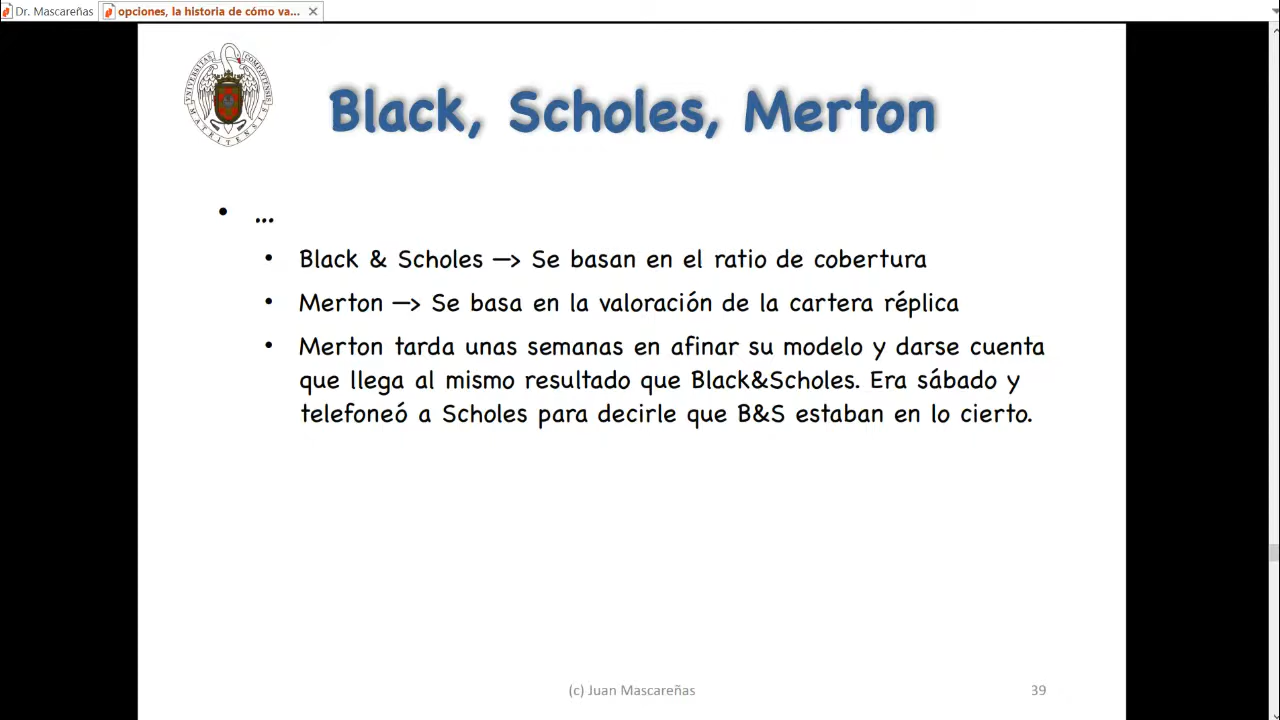 Dr. Mascareñas
opciones, la historia de cómo va...
UNIVERSITAS COMPLUTENSIS
MATRITENSIS
Black, Scholes, Merton
• ...
• Black & Scholes —> Se basan en el ratio de cobertura
• Merton —> Se basa en la valoración de la cartera réplica
• Merton tarda unas semanas en afinar su modelo y darse cuenta
que llega al mismo resultado que Black&Scholes. Era sábado y
telefoneó a Scholes para decirle que B&S estaban en lo cierto.
(c) Juan Mascareñas
39